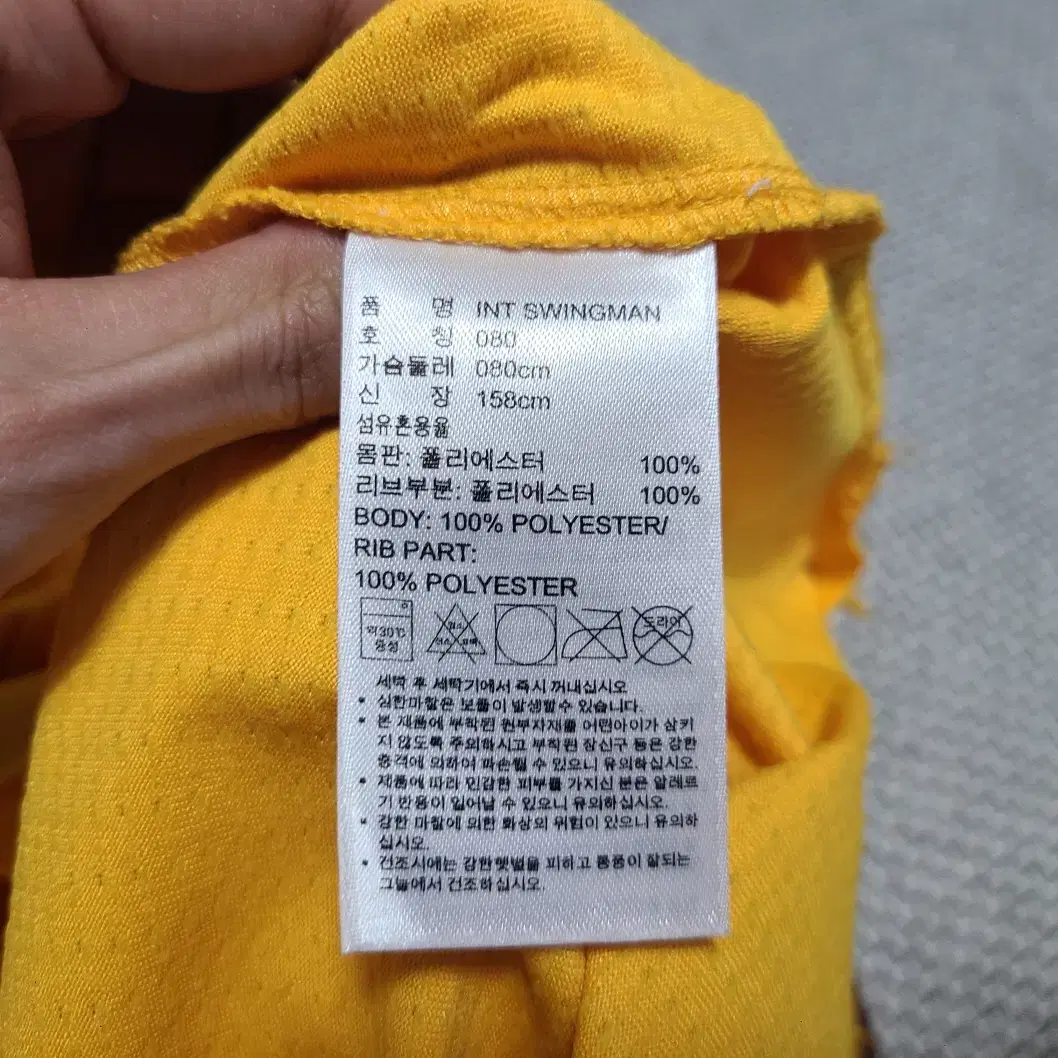 품 명 INT SWINGMAN
호 칭 080
가슴둘레 080cm
신 장 158cm
섬유혼용율
몸판: 폴리에스터 100%
리브부분: 폴리에스터 100%
BODY: 100% POLYESTER/
RIB PART:
100% POLYESTER
약30℃
중성
드라이
세탁 후 세탁기에서 즉시 꺼내십시오
• 심한마찰은 보풀이 발생할수 있습니다.
• 본 제품에 부착된 원부자재를 어린아이가 삼키
지 않도록 주의하시고 부착된 장신구 등은 강한
충격에 의하여 파손될 수 있으니 유의하십시오.
• 제품에 따라 민감한 피부를 가지신 분은 알레르
기 반응이 일어날 수 있으니 유의하십시오.
• 강한 마찰에 의한 화상의 위험이 있으니 유의하
십시오.
• 건조시에는 강한햇볕을 피하고 통풍이 잘되는
그늘에서 건조하십시오.